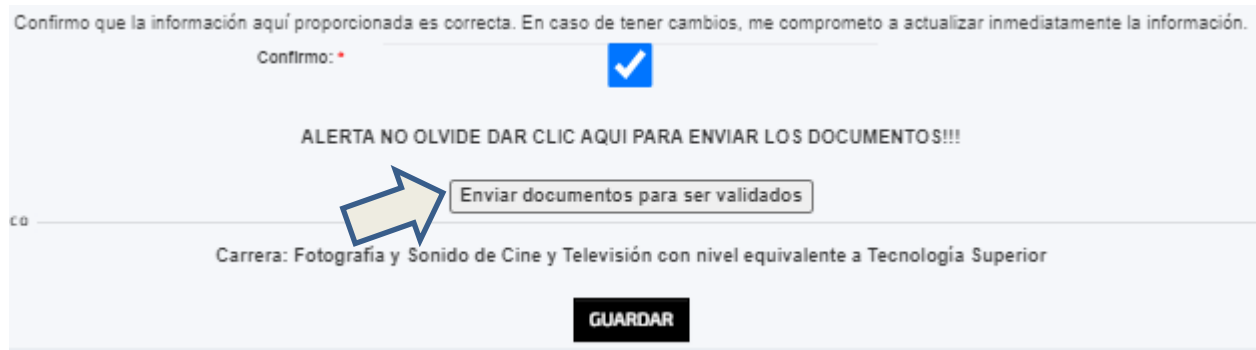 Confirmo que la información aquí proporcionada es correcta. En caso de tener cambios, me comprometo a actualizar inmediatamente la información.
Confirmo: *
ALERTA NO OLVIDE DAR CLIC AQUI PARA ENVIAR LOS DOCUMENTOS!!!
Enviar documentos para ser validados
co
Carrera: Fotografía y Sonido de Cine y Televisión con nivel equivalente a Tecnología Superior
GUARDAR